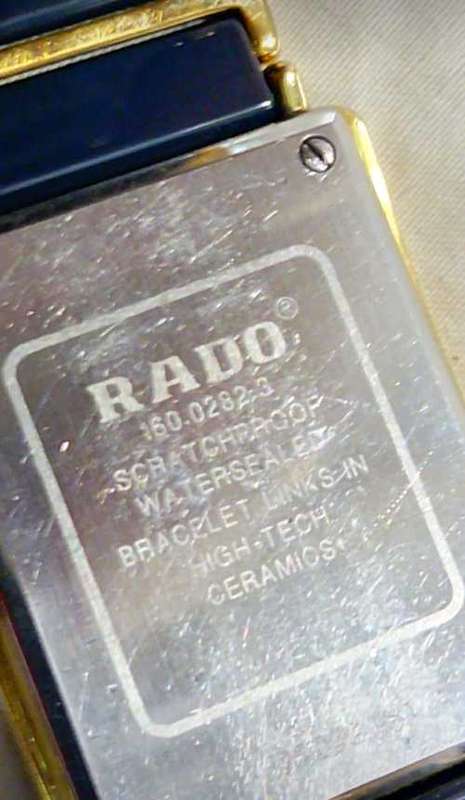 RADO®
160.0282.3
SCRATCHPROOF
WATERSEALED
BRACELET LINKS IN
HIGH-TECH
CERAMICS